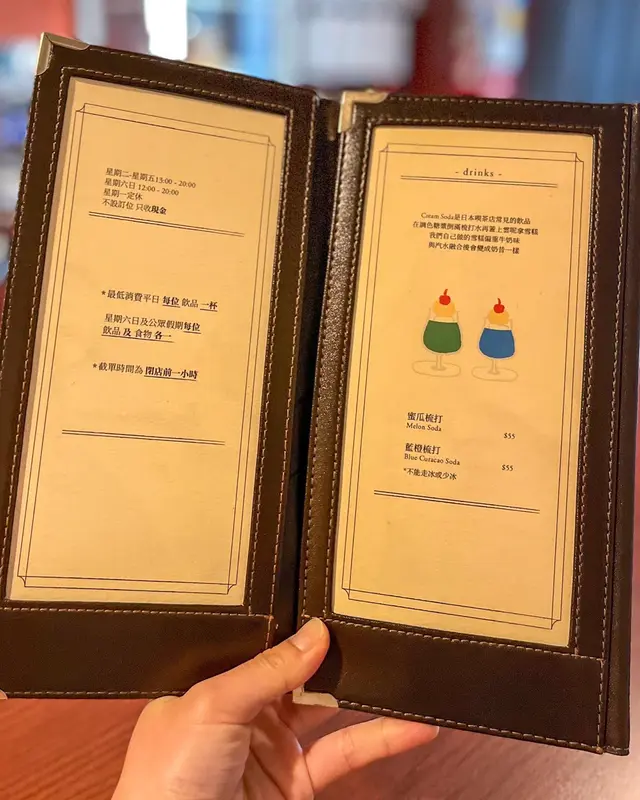 星期二-星期五13:00 - 20:00
星期六日 12:00 - 20:00
星期一定休
不設訂位 只收現金
*最低消費平日 每位 飲品 一杯
星期六日及公眾假期每位
飲品 及 食物 各一
*截單時間為 閉店前一小時
- drinks -
Cream Soda是日本喫茶店常見的飲品
在調色糖漿倒滿梳打水再蓋上雲呢拿雪糕
我們自己做的雪糕偏重牛奶味
與汽水融合後會變成奶昔一樣
蜜瓜梳打
Melon Soda
$55
藍橙梳打
Blue Curacao Soda
$55
*不能走冰或少冰